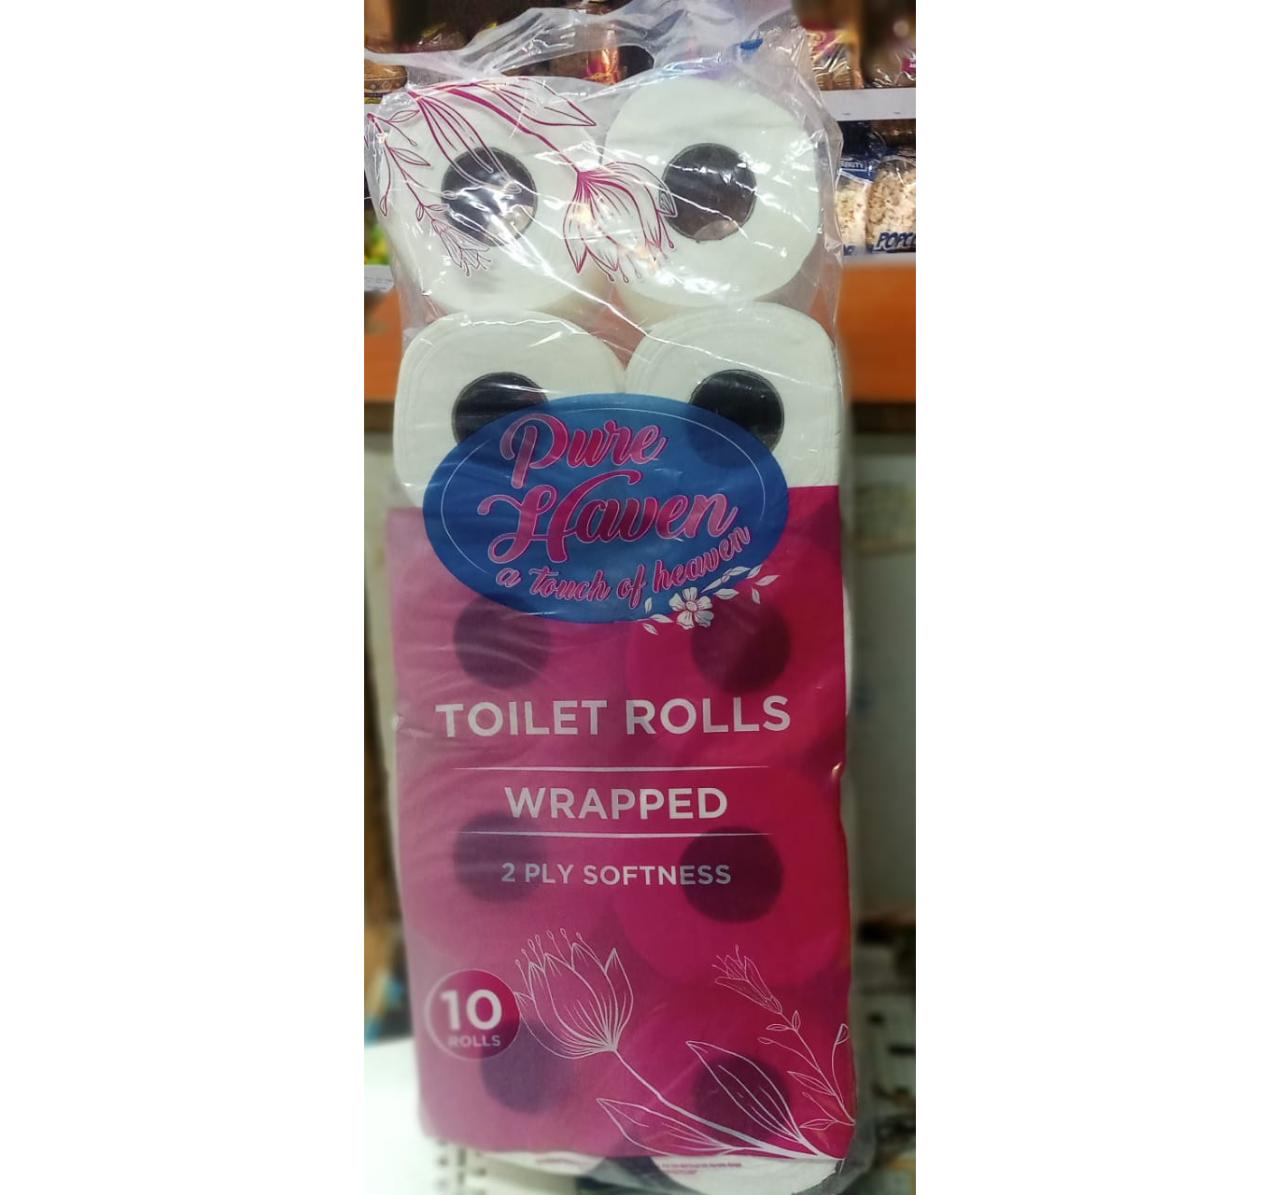 Pure
Haven
a touch of heaven
TOILET ROLLS
WRAPPED
2 PLY SOFTNESS
10
ROLLS